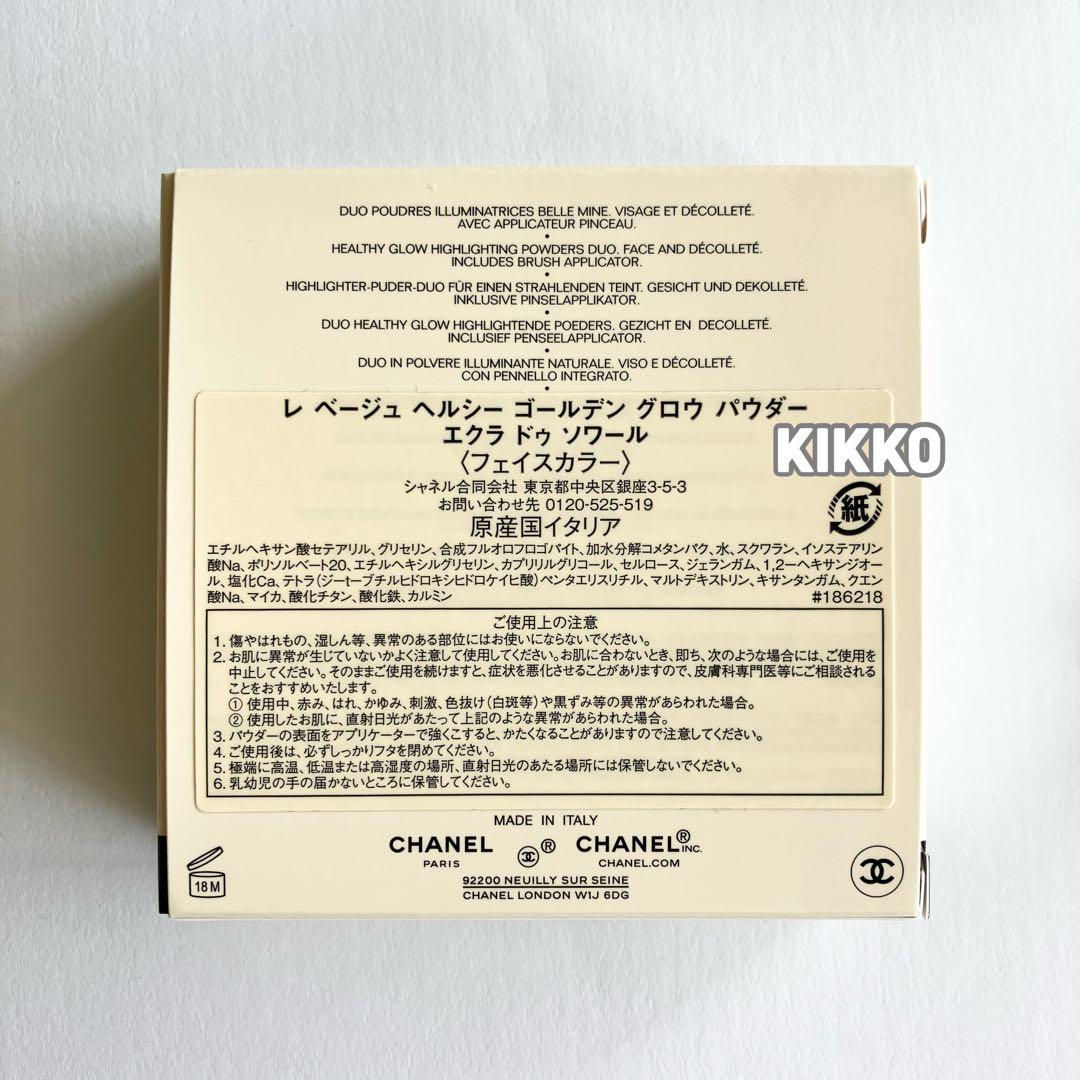 DUO POUDRES ILLUMINATRICES BELLE MINE. VISAGE ET DÉCOLLETÉ.
AVEC APPLICATEUR PINCEAU.
•
HEALTHY GLOW HIGHLIGHTING POWDERS DUO. FACE AND DÉCOLLETÉ.
INCLUDES BRUSH APPLICATOR.
•
HIGHLIGHTER-PUDER-DUO FÜR EINEN STRAHLENDEN TEINT. GESICHT UND DEKOLLETÉ.
INKLUSIVE PINSELAPPLIKATOR.
•
DUO HEALTHY GLOW HIGHLIGHTENDE POEDERS. GEZICHT EN DECOLLETÉ.
INCLUSIEF PENSEELAPPLICATOR.
•
DUO IN POLVERE ILLUMINANTE NATURALE. VISO E DÉCOLLETÉ.
CON PENNELLO INTEGRATO.
•
レ ベージュ ヘルシー ゴールデン グロウ パウダー
エクラ ドゥ ソワール
KIKKO
〈フェイスカラー〉
シャネル合同会社 東京都中央区銀座3-5-3
お問い合わせ先 0120-525-519
紙
原産国イタリア
エチルヘキサン酸セテアリル、グリセリン、合成フルオロフロゴパイト、加水分解コメタンパク、水、スクワラン、イソステアリン
酸Na、ポリソルベート20、エチルヘキシルグリセリン、カプリリルグリコール、セルロース、ジェランガム、1,2ーヘキサンジオー
ル、塩化Ca、テトラ(ジーtーブチルヒドロキシヒドロケイヒ酸)ペンタエリスリチル、マルトデキストリン、キサンタンガム、クエン
酸Na、マイカ、酸化チタン、酸化鉄、カルミン #186218
ご使用上の注意
1. 傷やはれもの、湿しん等、異常のある部位にはお使いにならないでください。
2. お肌に異常が生じていないかよく注意して使用してください。お肌に合わないとき、即ち、次のような場合には、ご使用を
中止してください。そのままご使用を続けますと、症状を悪化させることがありますので、皮膚科専門医等にご相談される
ことをおすすめいたします。
① 使用中、赤み、はれ、かゆみ、刺激、色抜け(白斑等)や黒ずみ等の異常があらわれた場合。
② 使用したお肌に、直射日光があたって上記のような異常があらわれた場合。
3. パウダーの表面をアプリケーターで強くこすると、かたくなることがありますので注意してください。
4. ご使用後は、必ずしっかりフタを閉めてください。
5. 極端に高温、低温または高湿度の場所、直射日光のあたる場所には保管しないでください。
6. 乳幼児の手の届かないところに保管してください。
MADE IN ITALY
CHANEL ® CHANEL® INC.
PARIS CHANEL.COM
18 M
92200 NEUILLY SUR SEINE
CHANEL LONDON W1J 6DG